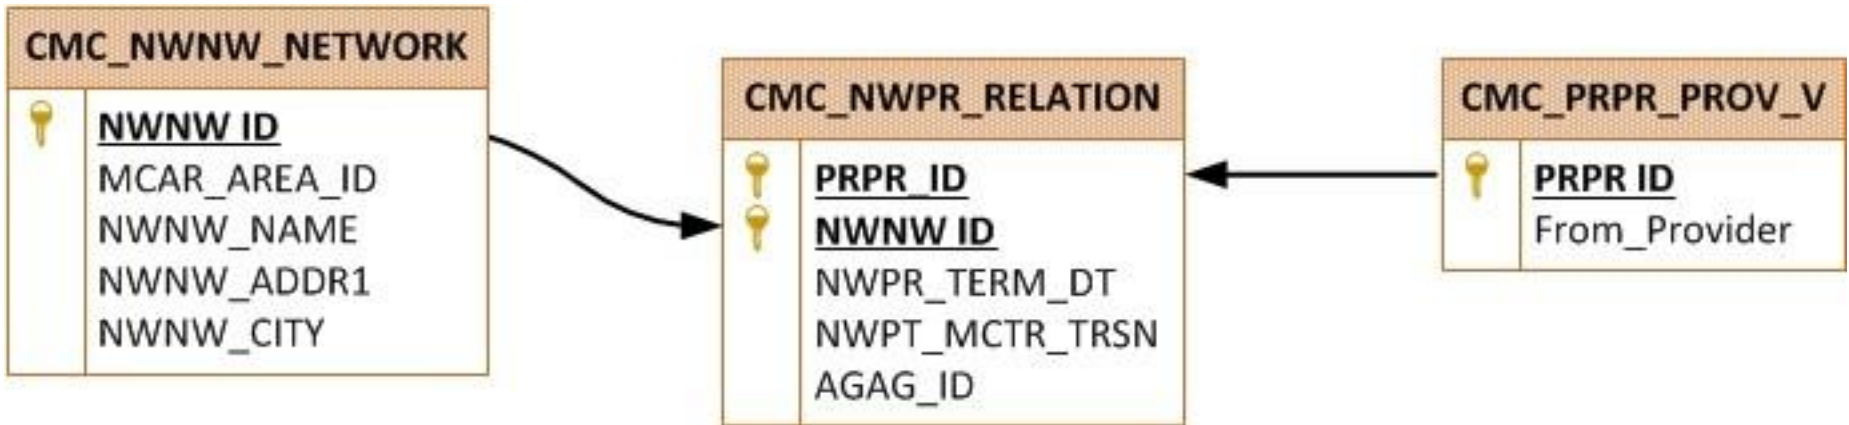 CMC_NWNW_NETWORK
NWNW ID
MCAR_AREA_ID
NWNW_NAME
NWNW_ADDR1
NWNW_CITY
CMC_NWPR_RELATION
PRPR_ID
NWNW ID
NWPR_TERM_DT
NWPT_MCTR_TRSN
AGAG_ID
CMC_PRPR_PROV_V
PRPR ID
From_Provider